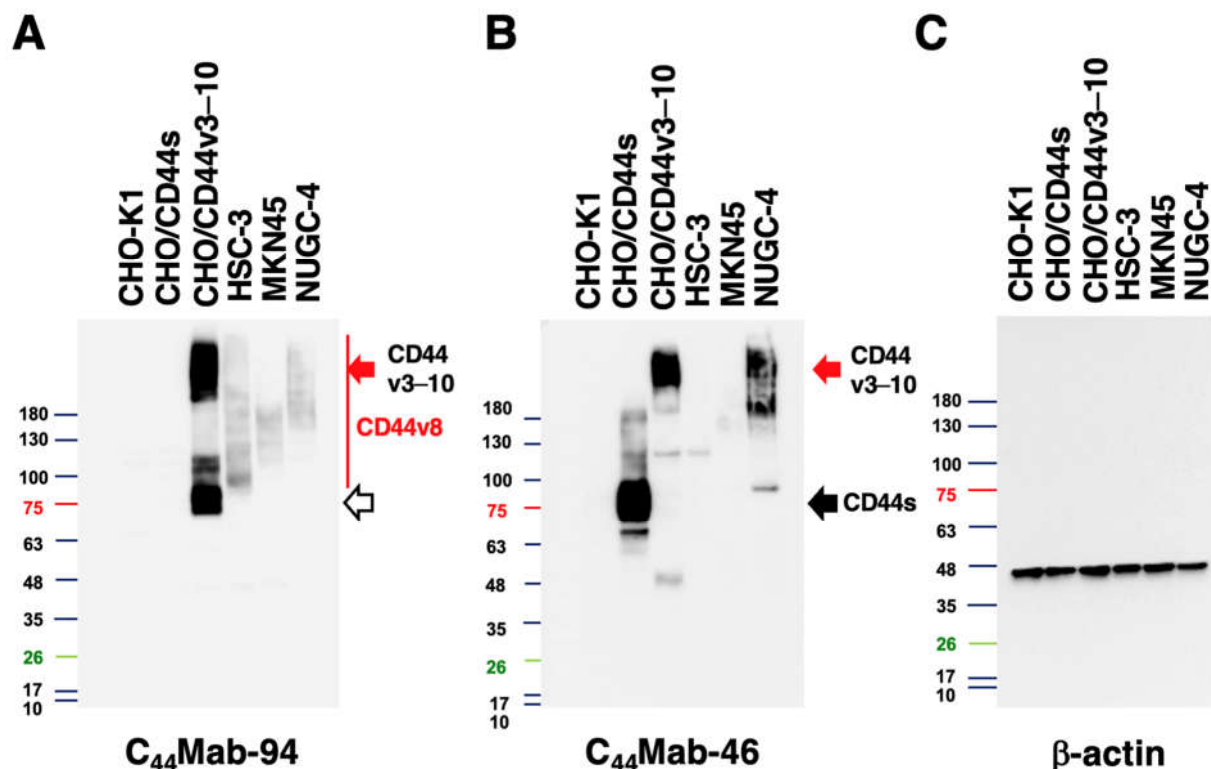 A
CHO-K1
CHO/CD44s
CHO/CD44v3–10
HSC-3
MKN45
NUGC-4
180
130
100
75
63
48
35
26
17
10
CD44
v3–10
CD44v8
C44Mab-94
B
CHO-K1
CHO/CD44s
CHO/CD44v3–10
HSC-3
MKN45
NUGC-4
180
130
100
75
63
48
35
26
17
10
CD44
v3–10
CD44s
C44Mab-46
C
CHO-K1
CHO/CD44s
CHO/CD44v3–10
HSC-3
MKN45
NUGC-4
180
130
100
75
63
48
35
26
17
10
β-actin